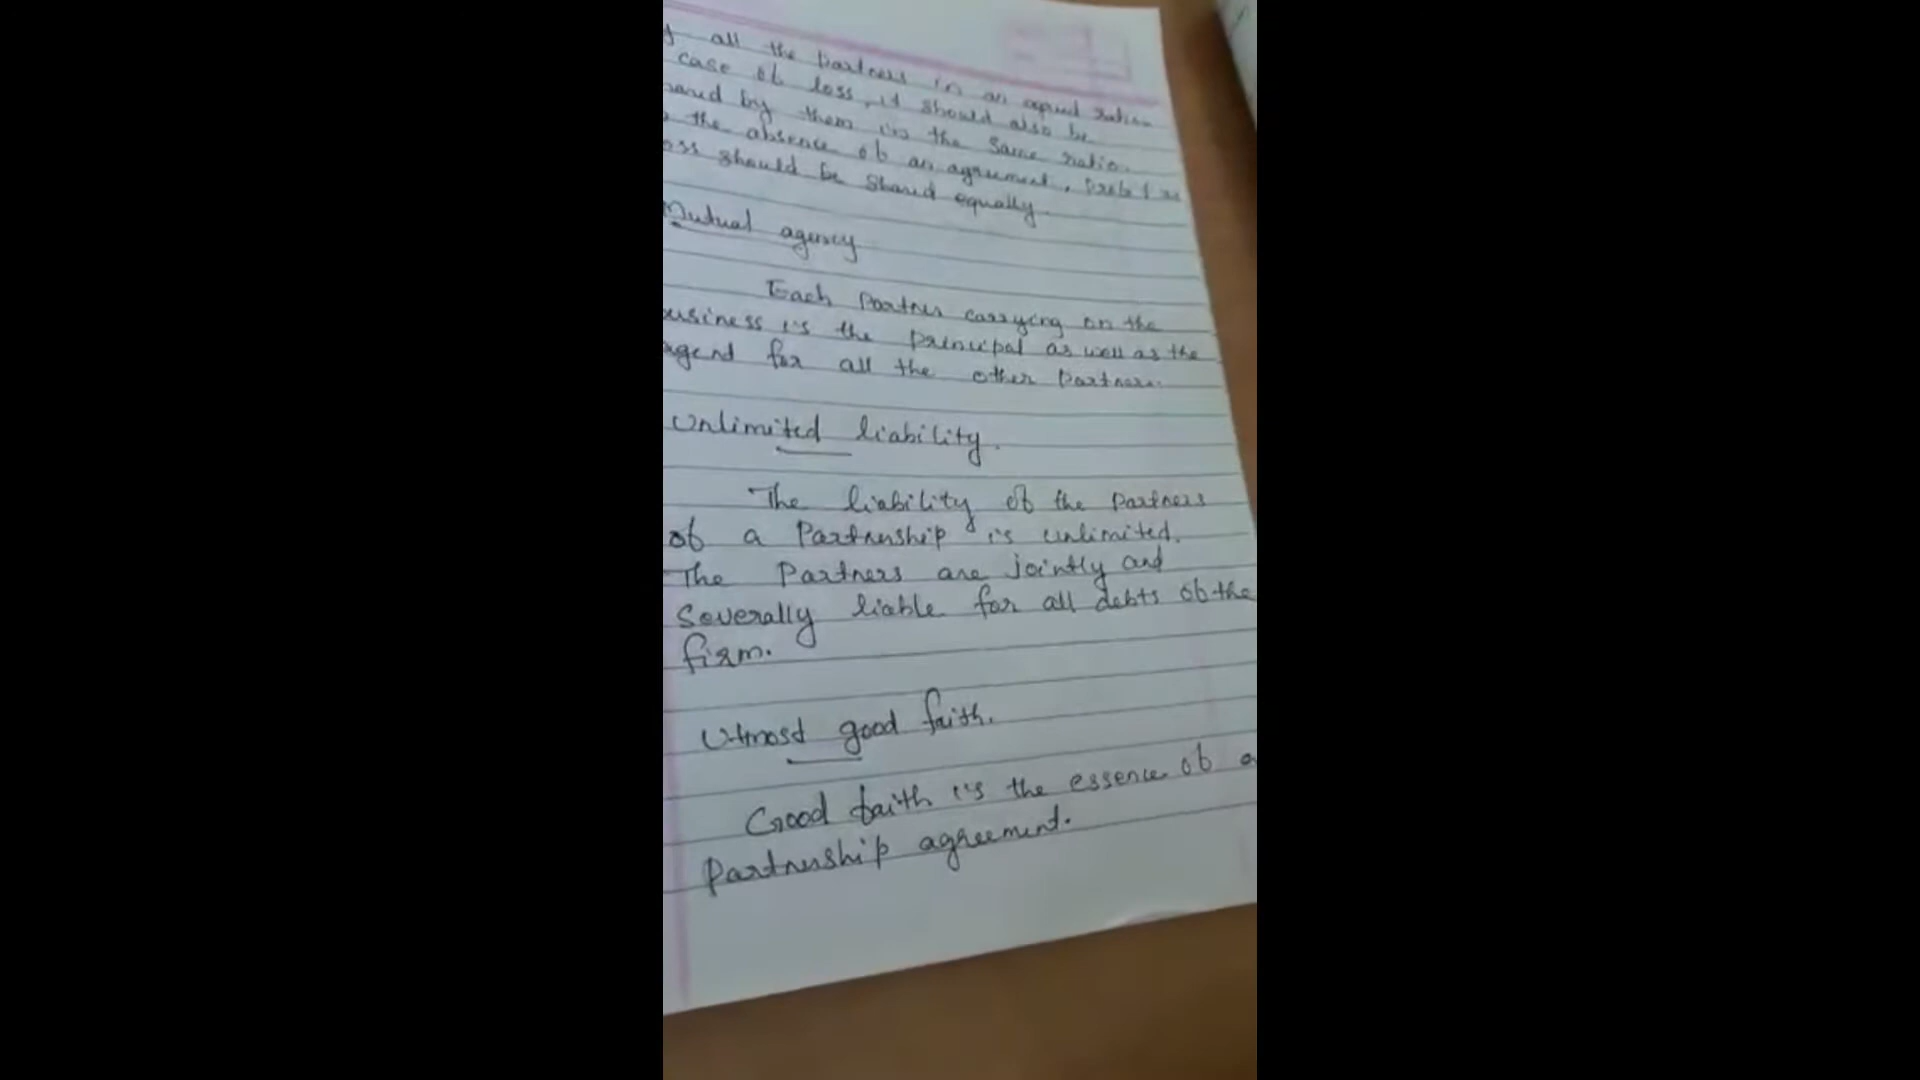 all the partners in an agreed ratio.
case of loss, it should also be
by them in the same ratio.
the absence of an agreement,
should be shared equally.
Mutual agency
Each Partner carrying on the
business is the principal as well as the
agend for all the other partners.
Unlimited liability.
The liability of the partners
of a Partnership is unlimited.
The Partners are jointly and
Severally liable for all debts of the
firm.
Utmost good faith.
Good faith is the essence of a
Partnership agreement.